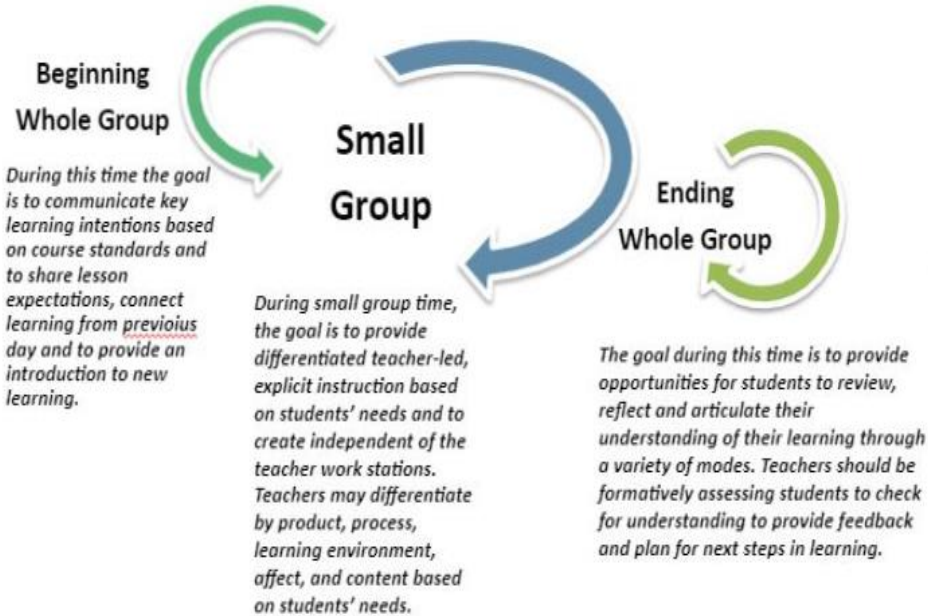 Beginning
Whole Group
During this time the goal
is to communicate key
learning intentions based
on course standards and
to share lesson
expectations, connect
learning from previoius
day and to provide an
introduction to new
learning.
Small
Group
During small group time,
the goal is to provide
differentiated teacher-led,
explicit instruction based
on students’ needs and to
create independent of the
teacher work stations.
Teachers may differentiate
by product, process,
learning environment,
affect, and content based
on students’ needs.
Ending
Whole Group
The goal during this time is to provide
opportunities for students to review,
reflect and articulate their
understanding of their learning through
a variety of modes. Teachers should be
formatively assessing students to check
for understanding to provide feedback
and plan for next steps in learning.